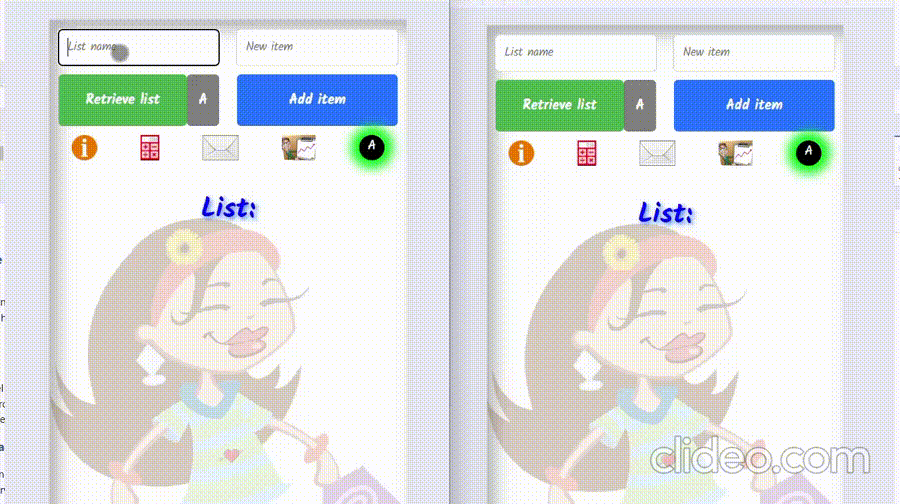 List name
New item
Retrieve list
A
Add item
A
List:
List name
New item
Retrieve list
A
Add item
A
List:
clideo.com